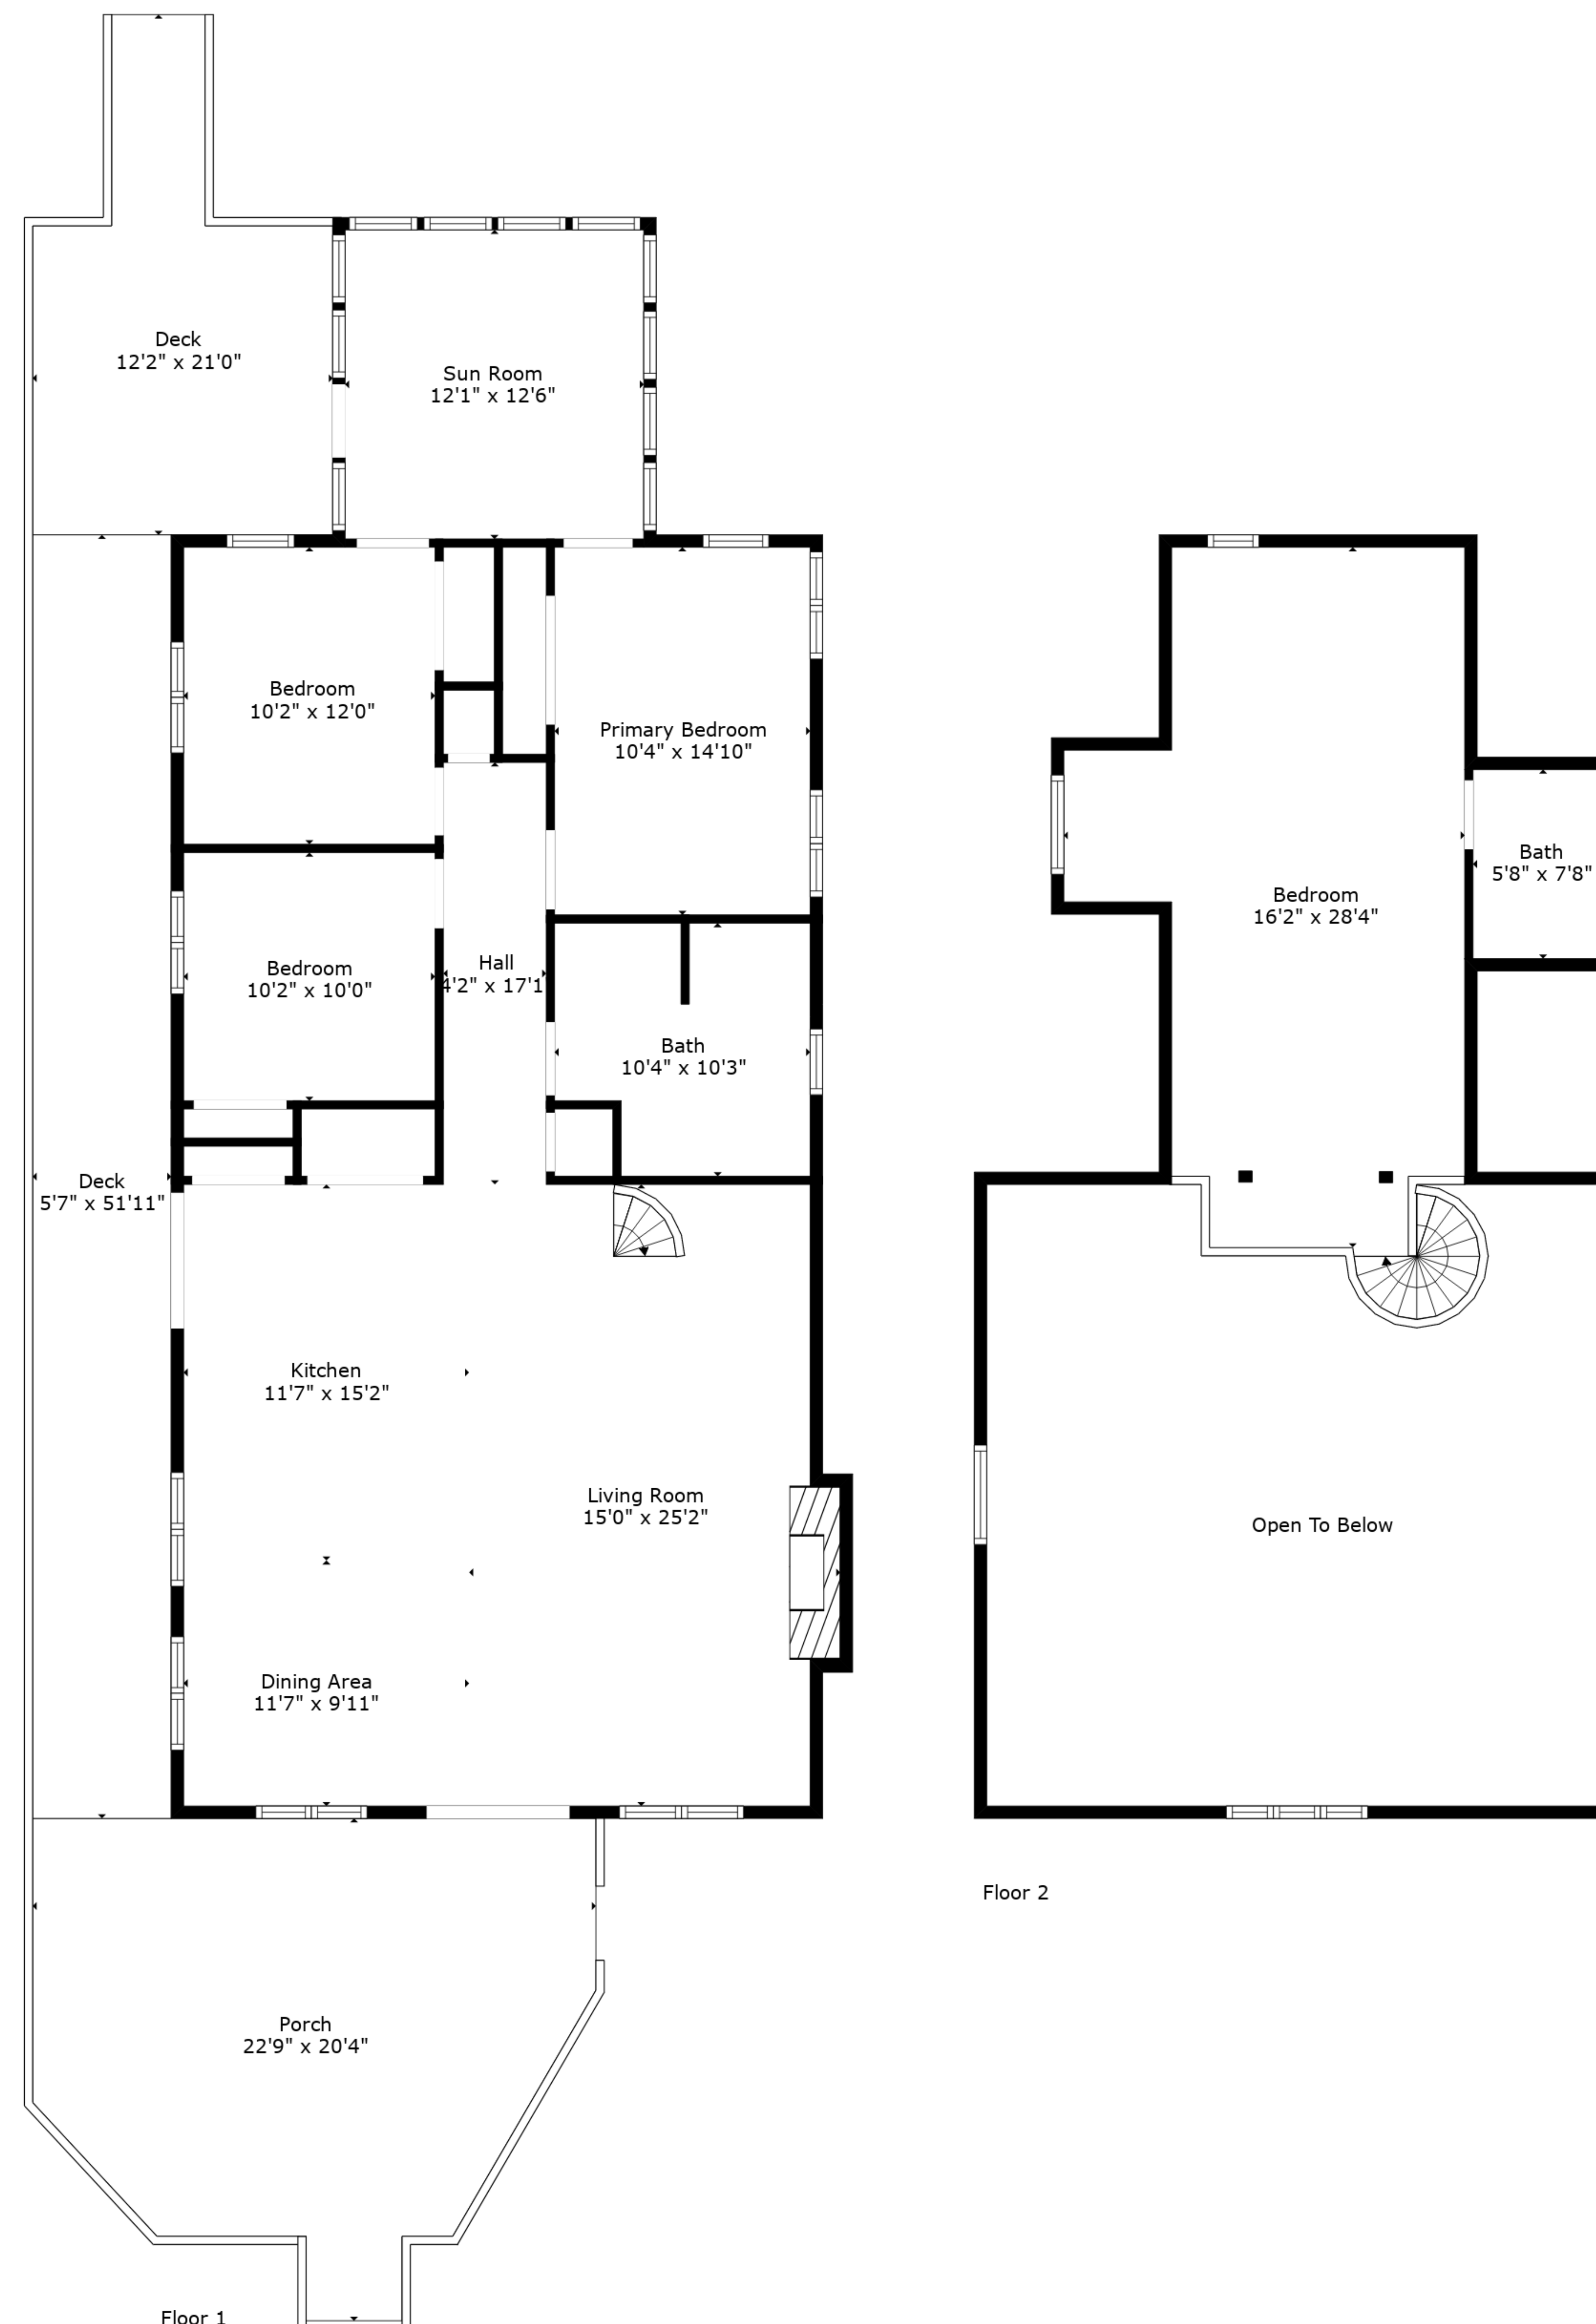 Deck
12'2" x 21'0"
Sun Room
12'1" x 12'6"
Bedroom
10'2" x 12'0"
Primary Bedroom
10'4" x 14'10"
Bedroom
10'2" x 10'0"
Hall
4'2" x 17'1
Bath
10'4" x 10'3"
Deck
5'7" x 51'11"
Kitchen
11'7" x 15'2"
Living Room
15'0" x 25'2"
Dining Area
11'7" x 9'11"
Porch
22'9" x 20'4"
Floor 1
Bath
5'8" x 7'8"
Bedroom
16'2" x 28'4"
Open To Below
Floor 2